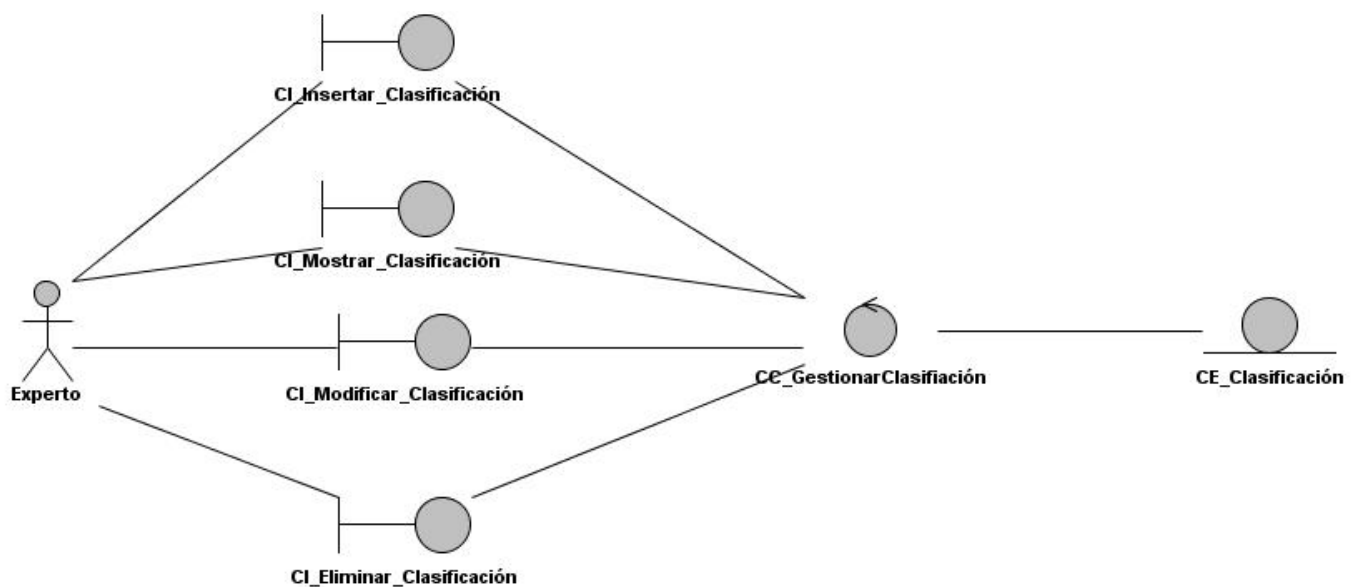 CI_Insertar_Clasificación
CI_Mostrar_Clasificación
Experto
CI_Modificar_Clasificación
CC_GestionarClasifiación
CE_Clasificación
CI_Eliminar_Clasificación